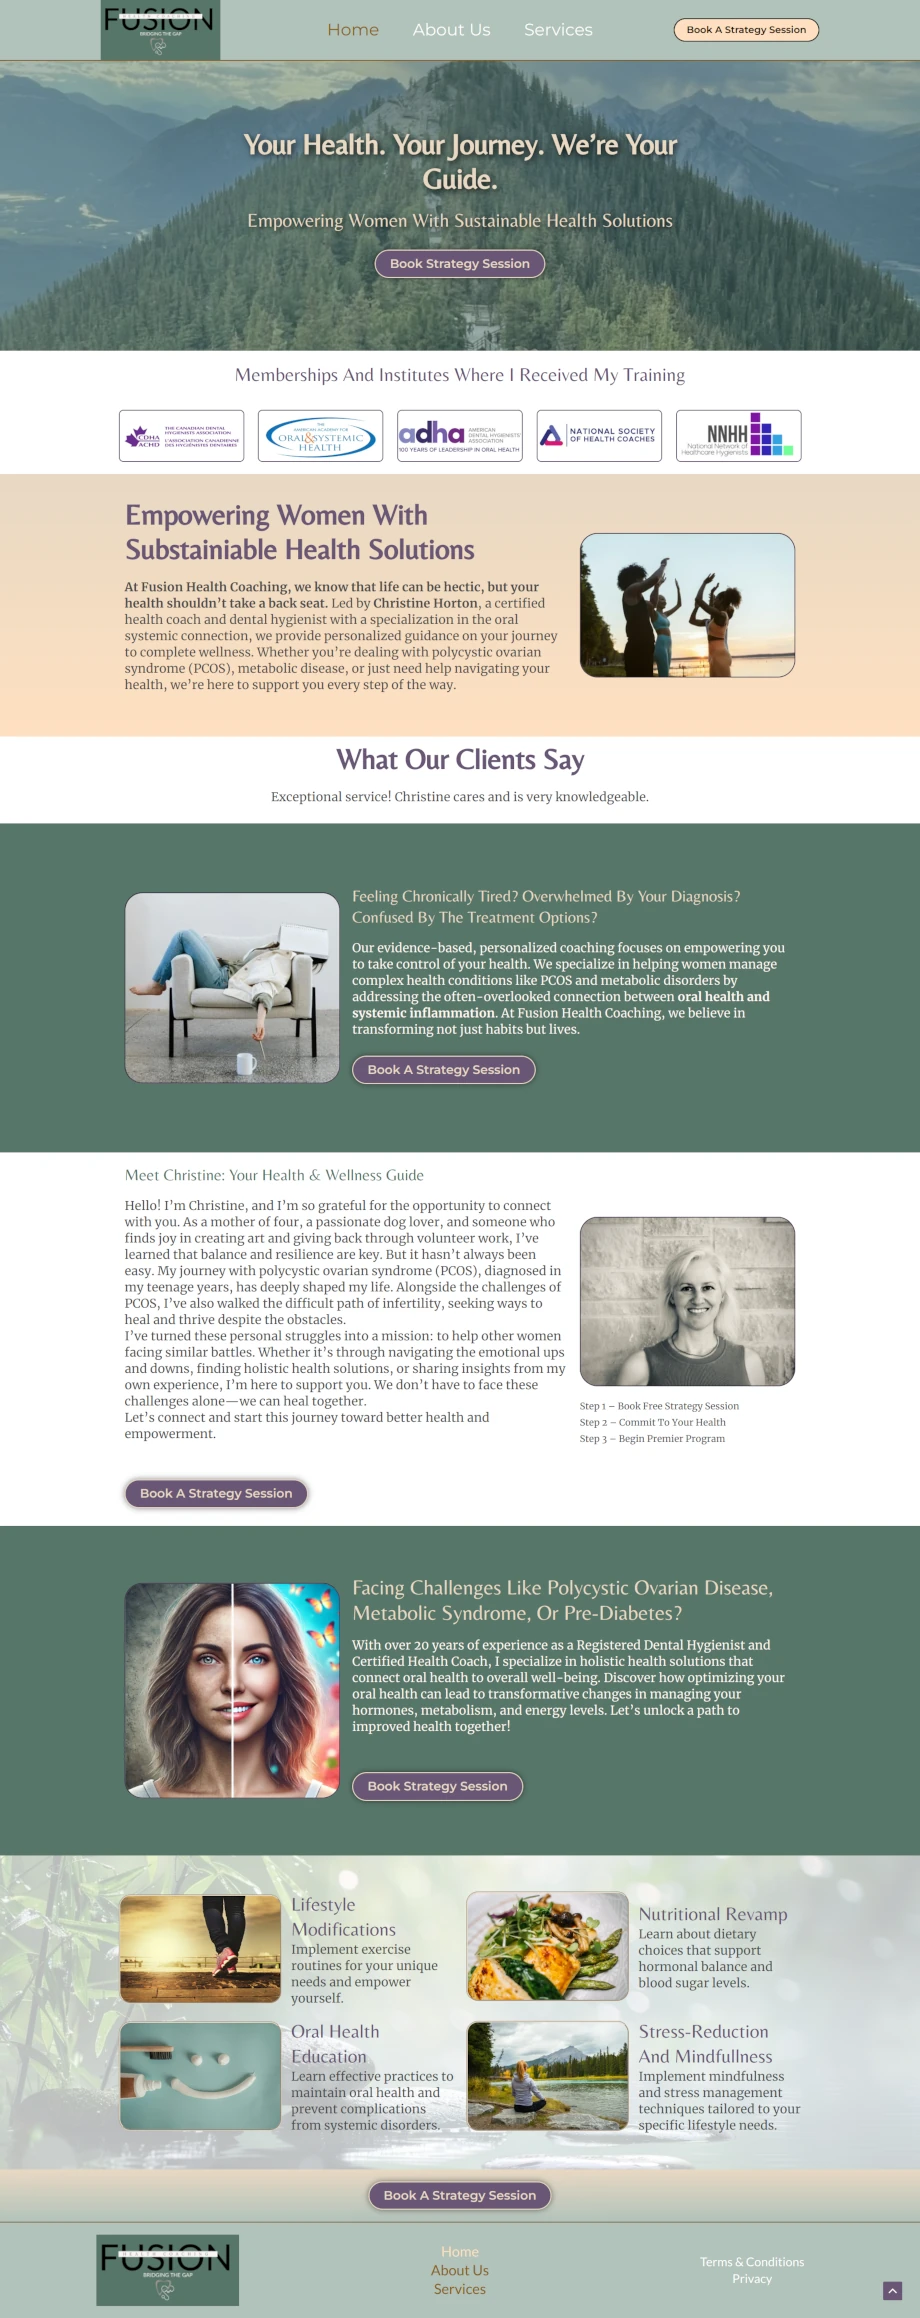 FUSION
HEALTH COACHING
BRIDGING THE GAP
Home
About Us
Services
Book A Strategy Session
Your Health. Your Journey. We're Your
Guide.
Empowering Women With Sustainable Health Solutions
Book Strategy Session
Memberships And Institutes Where I Received My Training
CDHA
ACHD
THE CANADIAN DENTAL
HYGIENISTS ASSOCIATION
L'ASSOCIATION CANADIENNE
DES HYGIÉNISTES DENTAIRES
THE
AMERICAN ACADEMY FOR
ORAL&SYSTEMIC
HEALTH
adha
AMERICAN
DENTAL HYGIENISTS'
ASSOCIATION
100 YEARS OF LEADERSHIP IN ORAL HEALTH
NATIONAL SOCIETY
OF HEALTH COACHES
NNHH
National Network of
Healthcare Hygienists
Empowering Women With
Substainiable Health Solutions
At Fusion Health Coaching, we know that life can be hectic, but your
health shouldn't take a back seat. Led by Christine Horton, a certified
health coach and dental hygienist with a specialization in the oral
systemic connection, we provide personalized guidance on your journey
to complete wellness. Whether you're dealing with polycystic ovarian
syndrome (PCOS), metabolic disease, or just need help navigating your
health, we're here to support you every step of the way.
What Our Clients Say
Exceptional service! Christine cares and is very knowledgeable.
Feeling Chronically Tired? Overwhelmed By Your Diagnosis?
Confused By The Treatment Options?
Our evidence-based, personalized coaching focuses on empowering you
to take control of your health. We specialize in helping women manage
complex health conditions like PCOS and metabolic disorders by
addressing the often-overlooked connection between oral health and
systemic inflammation. At Fusion Health Coaching, we believe in
transforming not just habits but lives.
Book A Strategy Session
Meet Christine: Your Health & Wellness Guide
Hello! I'm Christine, and I'm so grateful for the opportunity to connect
with you. As a mother of four, a passionate dog lover, and someone who
finds joy in creating art and giving back through volunteer work, I've
learned that balance and resilience are key. But it hasn't always been
easy. My journey with polycystic ovarian syndrome (PCOS), diagnosed in
my teenage years, has deeply shaped my life. Alongside the challenges of
PCOS, I've also walked the difficult path of infertility, seeking ways to
heal and thrive despite the obstacles.
I've turned these personal struggles into a mission: to help other women
facing similar battles. Whether it's through navigating the emotional ups
and downs, finding holistic health solutions, or sharing insights from my
own experience, I'm here to support you. We don't have to face these
challenges alone—we can heal together.
Let's connect and start this journey toward better health and
empowerment.
Step 1 – Book Free Strategy Session
Step 2 – Commit To Your Health
Step 3 – Begin Premier Program
Book A Strategy Session
Facing Challenges Like Polycystic Ovarian Disease,
Metabolic Syndrome, Or Pre-Diabetes?
With over 20 years of experience as a Registered Dental Hygienist and
Certified Health Coach, I specialize in holistic health solutions that
connect oral health to overall well-being. Discover how optimizing your
oral health can lead to transformative changes in managing your
hormones, metabolism, and energy levels. Let's unlock a path to
improved health together!
Book Strategy Session
Lifestyle
Modifications
Implement exercise
routines for your unique
needs and empower
yourself.
Nutritional Revamp
Learn about dietary
choices that support
hormonal balance and
blood sugar levels.
Oral Health
Education
Learn effective practices to
maintain oral health and
prevent complications
from systemic disorders.
Stress-Reduction
And Mindfullness
Implement mindfulness
and stress management
techniques tailored to your
specific lifestyle needs.
Book A Strategy Session
FUSION
HEALTH COACHING
BRIDGING THE GAP
Home
About Us
Services
Terms & Conditions
Privacy